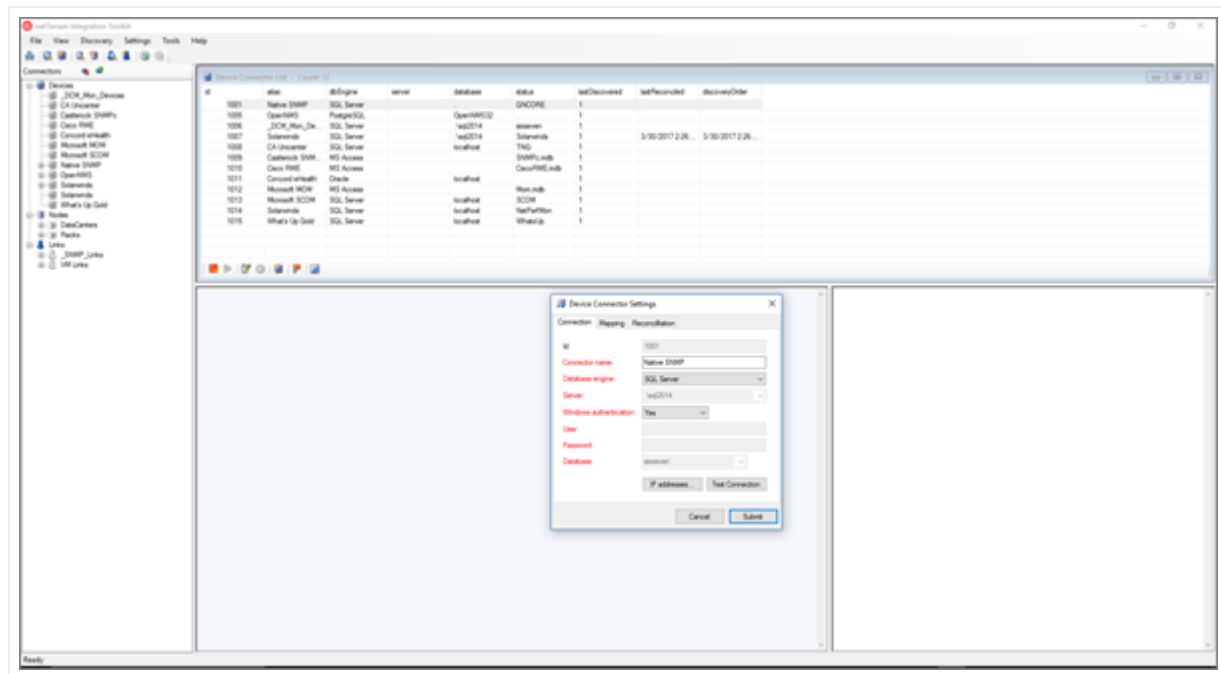 netTerrain Integration Toolkit
File View Discovery Settings Tools Help
Connectors
Devices
_DCM_Mon_Devices
CA Unicenter
Castlerock SNMPc
Cisco RME
Concord eHealth
Microsoft MOM
Microsoft SCOM
Native SNMP
OpenNMS
Solarwinds
Solarwinds
What's Up Gold
Nodes
DataCenters
Racks
Links
_SNMP_Links
VM Links
Device Connector List - Count: 12
id alias dbEngine server database status lastDiscovered lastReconciled discoveryOrder
1001 Native SNMP SQL Server . GNCORE 1
1005 OpenNMS PostgreSQL OpenNMS32 1
1006 _DCM_Mon_De... SQL Server .\sql2014 1
1007 Solarwinds SQL Server .\sql2014 Solarwinds 1 3/30/2017 2:26... 3/30/2017 2:26...
1008 CA Unicenter SQL Server localhost TNG 1
1009 Castlerock SNM... MS Access SNMPc.mdb 1
1010 Cisco RME MS Access CiscoRME.mdb 1
1011 Concord eHealth Oracle localhost 1
1012 Microsoft MOM MS Access Mom.mdb 1
1013 Microsoft SCOM SQL Server localhost SCOM 1
1014 Solarwinds SQL Server localhost NetPerfMon 1
1015 What's Up Gold SQL Server localhost WhatsUp 1
Device Connector Settings
Connection Mapping Reconciliation
Id 1001
Connector name: Native SNMP
Database engine: SQL Server
Server: .\sql2014
Windows authentication: Yes
User:
Password:
Database:
IP addresses... Test Connection
Cancel Submit
Ready